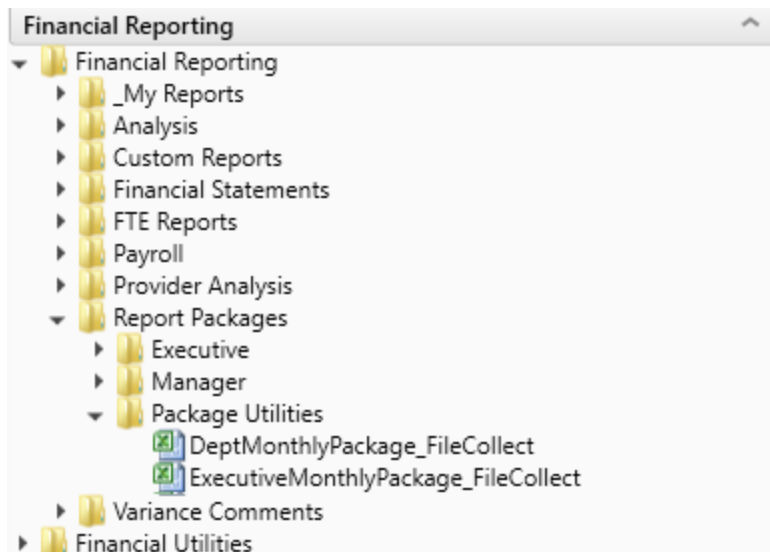 Financial Reporting
Financial Reporting
_My Reports
Analysis
Custom Reports
Financial Statements
FTE Reports
Payroll
Provider Analysis
Report Packages
Executive
Manager
Package Utilities
DeptMonthlyPackage_FileCollect
ExecutiveMonthlyPackage_FileCollect
Variance Comments
Financial Utilities